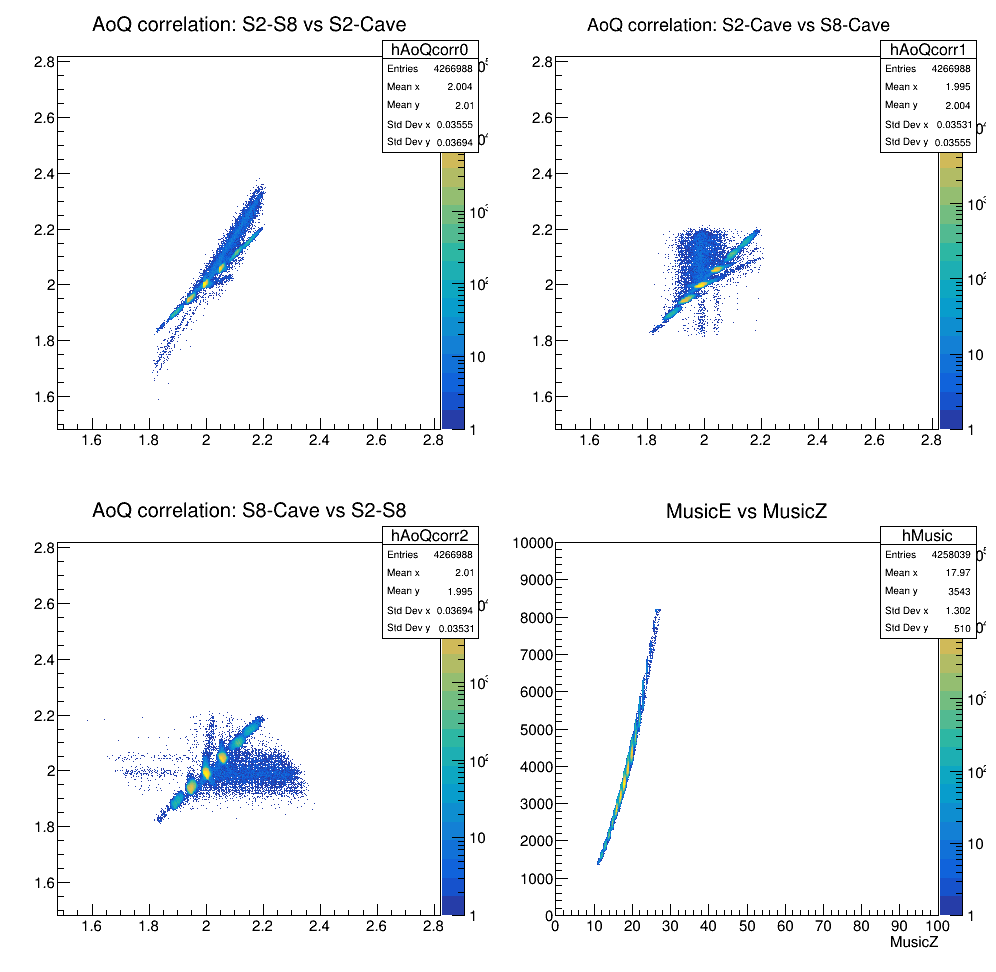 AoQ correlation: S2-S8 vs S2-Cave
hAoQcorr0
Entries 4266988
Mean x 2.004
Mean y 2.01
Std Dev x 0.03555
Std Dev y 0.03694
2.8
2.6
2.4
2.2
2
1.8
1.6
1.6 1.8 2 2.2 2.4 2.6 2.8
10³
10²
10
1
AoQ correlation: S2-Cave vs S8-Cave
hAoQcorr1
Entries 4266988
Mean x 1.995
Mean y 2.004
Std Dev x 0.03531
Std Dev y 0.03555
2.8
2.6
2.4
2.2
2
1.8
1.6
1.6 1.8 2 2.2 2.4 2.6 2.8
10³
10²
10
1
AoQ correlation: S8-Cave vs S2-S8
hAoQcorr2
Entries 4266988
Mean x 2.01
Mean y 1.995
Std Dev x 0.03694
Std Dev y 0.03531
2.8
2.6
2.4
2.2
2
1.8
1.6
1.6 1.8 2 2.2 2.4 2.6 2.8
10³
10²
10
1
MusicE vs MusicZ
hMusic
Entries 4258039
Mean x 17.97
Mean y 3543
Std Dev x 1.302
Std Dev y 510
10000
9000
8000
7000
6000
5000
4000
3000
2000
1000
0
0 10 20 30 40 50 60 70 80 90 100
MusicZ
10³
10²
10
1